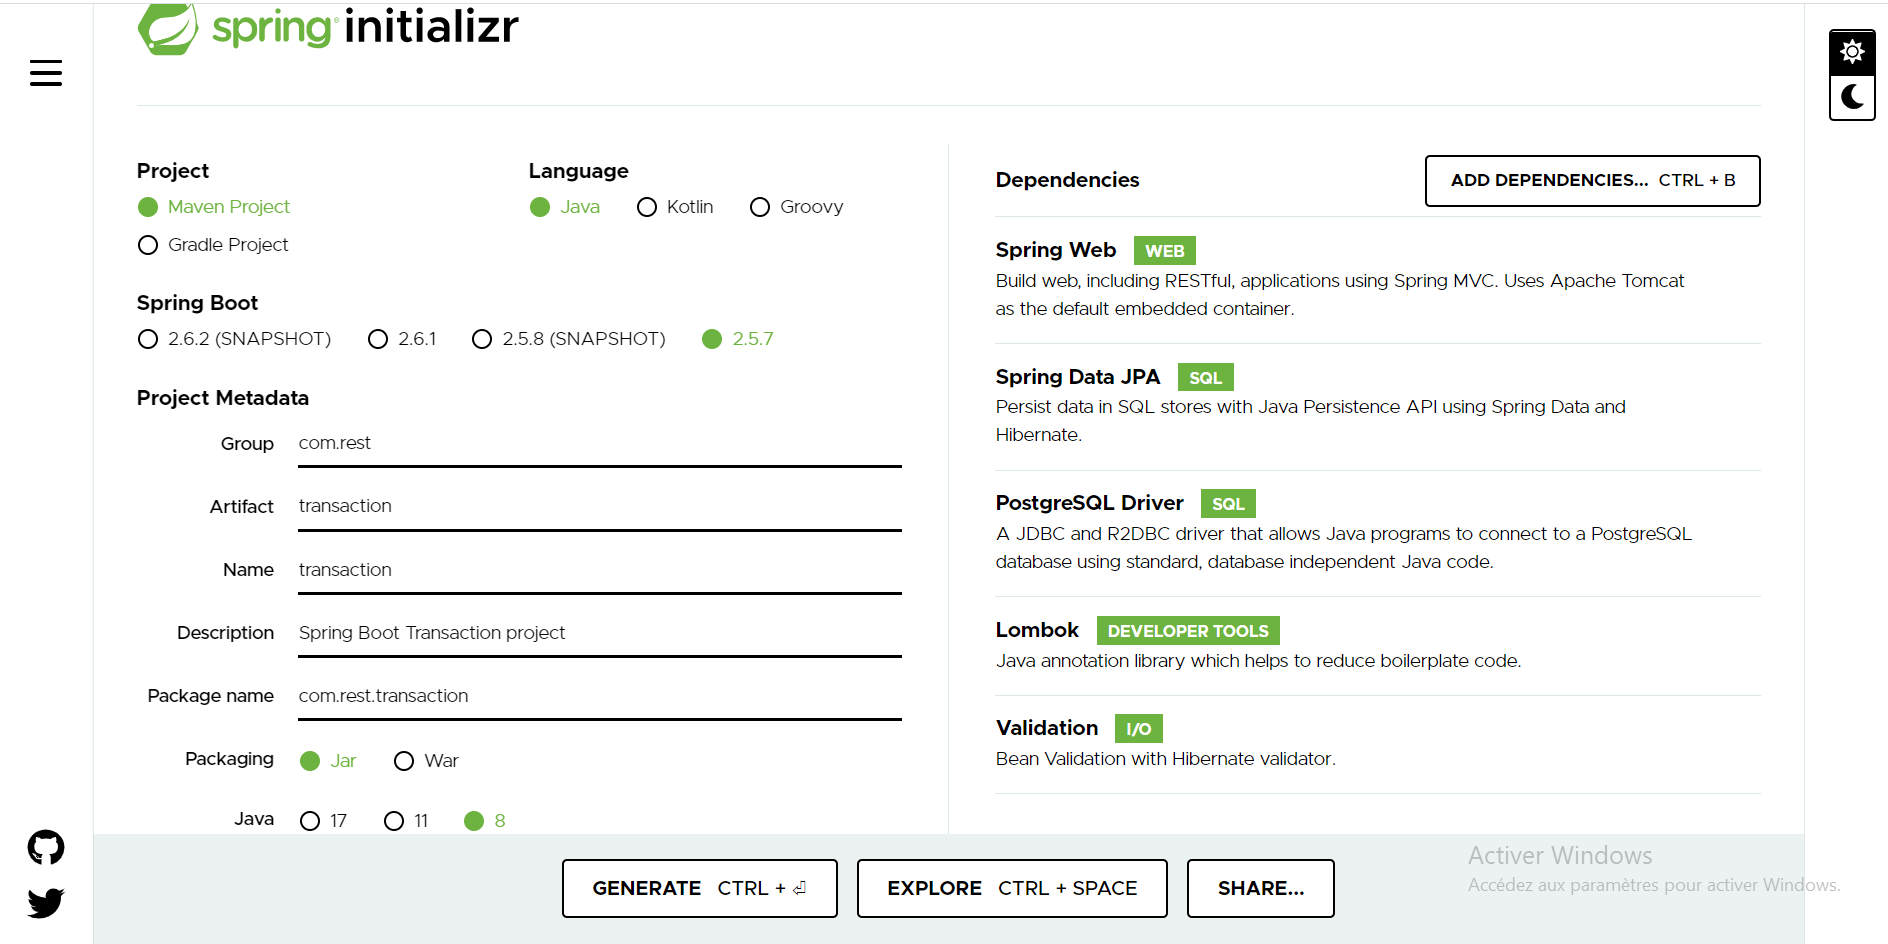 spring initializr
Project
Maven Project
Gradle Project
Language
Java Kotlin Groovy
Spring Boot
2.6.2 (SNAPSHOT) 2.6.1 2.5.8 (SNAPSHOT) 2.5.7
Project Metadata
Group com.rest
Artifact transaction
Name transaction
Description Spring Boot Transaction project
Package name com.rest.transaction
Packaging Jar War
Java 17 11 8
Dependencies
ADD DEPENDENCIES... CTRL + B
Spring Web WEB
Build web, including RESTful, applications using Spring MVC. Uses Apache Tomcat
as the default embedded container.
Spring Data JPA SQL
Persist data in SQL stores with Java Persistence API using Spring Data and
Hibernate.
PostgreSQL Driver SQL
A JDBC and R2DBC driver that allows Java programs to connect to a PostgreSQL
database using standard, database independent Java code.
Lombok DEVELOPER TOOLS
Java annotation library which helps to reduce boilerplate code.
Validation I/O
Bean Validation with Hibernate validator.
GENERATE CTRL + ⏎
EXPLORE CTRL + SPACE
SHARE...
Activer Windows
Accédez aux paramètres pour activer Windows.